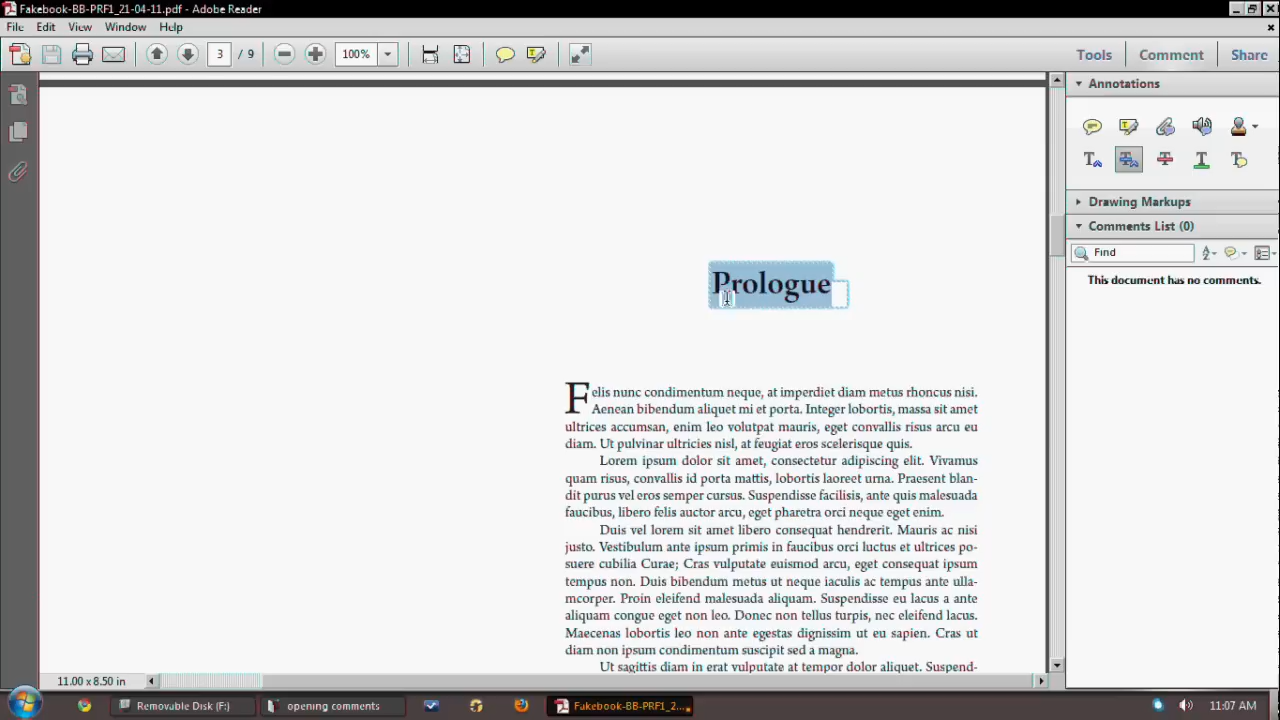 Fakebook-BB-PRF1_21-04-11.pdf - Adobe Reader
File Edit View Window Help
3 / 9 100% Tools Comment Share
Annotations
Drawing Markups
Comments List (0)
Find
This document has no comments.
Prologue
Felis nunc condimentum neque, at imperdiet diam metus rhoncus nisi.
Aenean bibendum aliquet mi et porta. Integer lobortis, massa sit amet
ultrices accumsan, enim leo volutpat mauris, eget convallis risus arcu eu
diam. Ut pulvinar ultricies nisl, at feugiat eros scelerisque quis.
Lorem ipsum dolor sit amet, consectetur adipiscing elit. Vivamus
quam risus, convallis id porta mattis, lobortis laoreet urna. Praesent blan-
dit purus vel eros semper cursus. Suspendisse facilisis, ante quis malesuada
faucibus, libero felis auctor arcu, eget pharetra orci neque eget enim.
Duis vel lorem sit amet libero consequat hendrerit. Mauris ac nisi
justo. Vestibulum ante ipsum primis in faucibus orci luctus et ultrices po-
suere cubilia Curae; Cras vulputate euismod arcu, eget consequat ipsum
tempus non. Duis bibendum metus ut neque iaculis ac tempus ante ulla-
mcorper. Proin eleifend malesuada aliquam. Suspendisse eu lacus a ante
aliquam congue eget non leo. Donec non tellus turpis, nec eleifend lacus.
Maecenas lobortis leo non ante egestas dignissim ut eu sapien. Cras ut
diam non ipsum condimentum suscipit sed a magna.
Ut sagittis diam in erat vulputate at tempor dolor aliquet. Suspend-
11.00 x 8.50 in
Removable Disk (F:) opening comments Fakebook-BB-PRF1_2... 11:07 AM